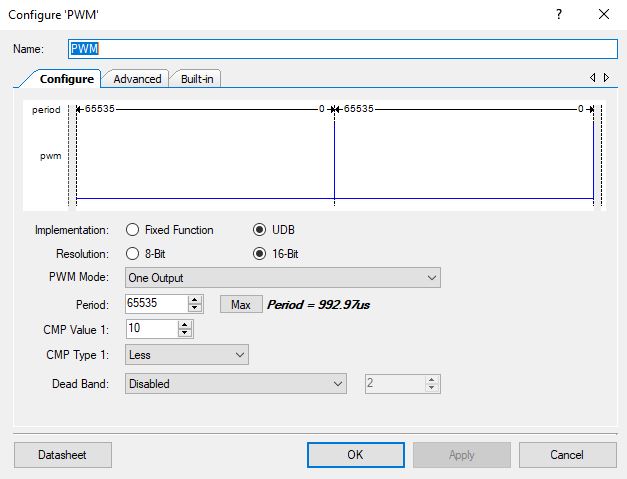 Configure 'PWM'
? ×
Name: PWM
Configure Advanced Built-in
period 65535 0 65535 0
pwm
Implementation: Fixed Function UDB
Resolution: 8-Bit 16-Bit
PWM Mode: One Output
Period: 65535 Max Period = 992.97us
CMP Value 1: 10
CMP Type 1: Less
Dead Band: Disabled 2
Datasheet OK Apply Cancel